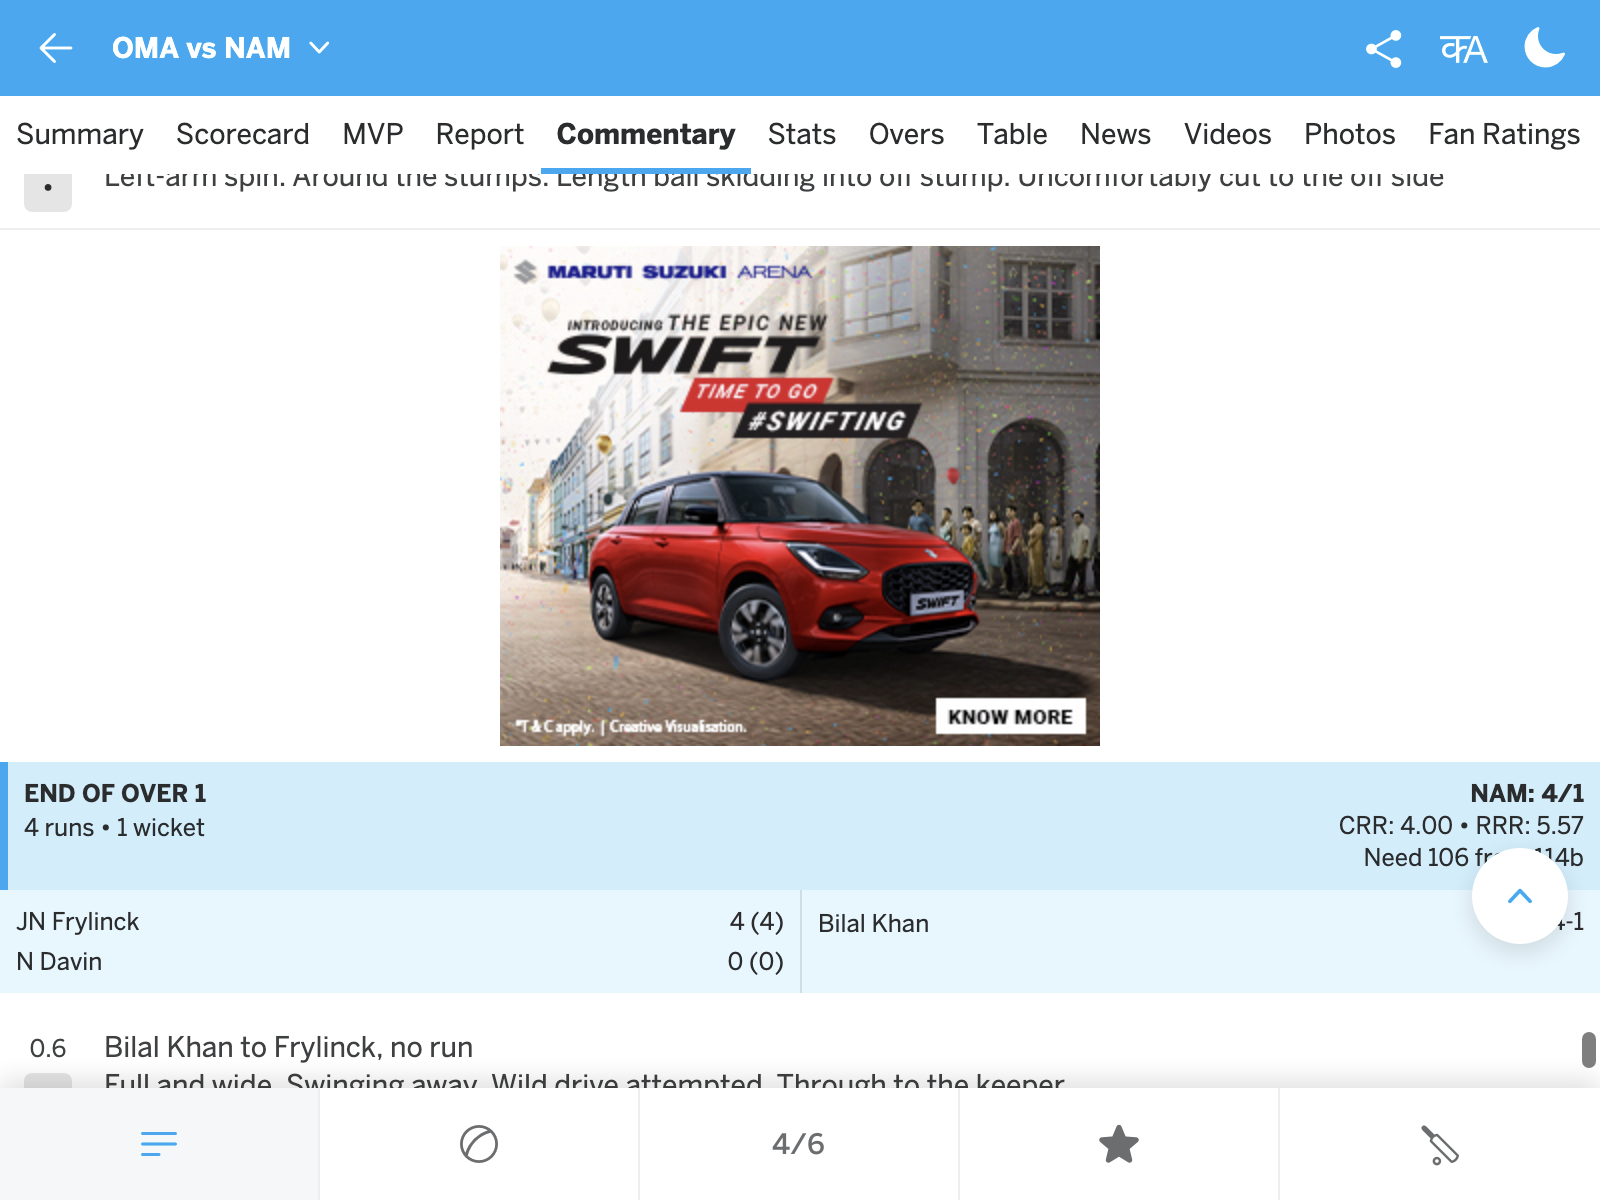 OMA vs NAM
क A
Summary Scorecard MVP Report Commentary Stats Overs Table News Videos Photos Fan Ratings
Left-arm spin. Around the stumps. Length ball skidding into off stump. Uncomfortably cut to the off side
MARUTI SUZUKI ARENA
INTRODUCING THE EPIC NEW
SWIFT
TIME TO GO
#SWIFTING
SWIFT
KNOW MORE
*T&C apply. | Creative Visualisation.
END OF OVER 1
4 runs • 1 wicket
NAM: 4/1
CRR: 4.00 • RRR: 5.57
Need 106 114b
JN Frylinck 4 (4)
N Davin 0 (0)
Bilal Khan 4-1
0.6 Bilal Khan to Frylinck, no run
Full and wide. Swinging away. Wild drive attempted. Through to the keeper
4/6